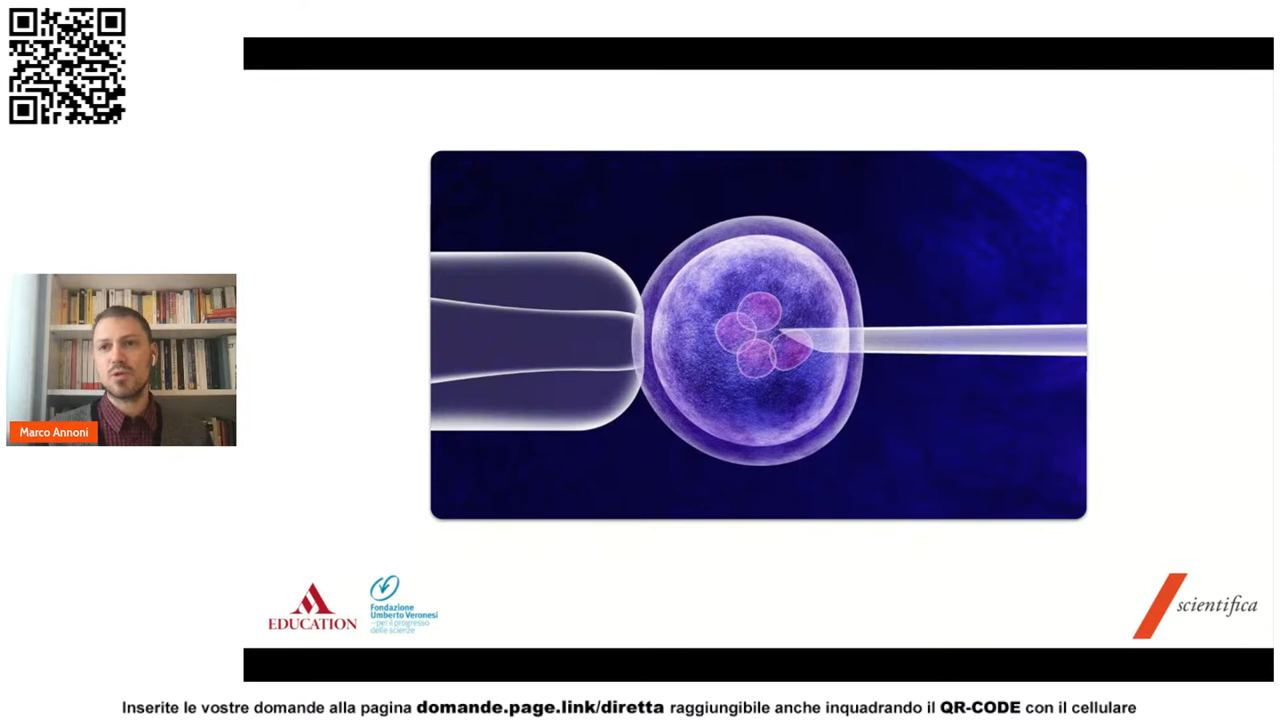 Marco Annoni
EDUCATION
Fondazione
Umberto Veronesi
–per il progresso
delle scienze
scientifica
Inserite le vostre domande alla pagina domande.page.link/diretta raggiungibile anche inquadrando il QR-CODE con il cellulare